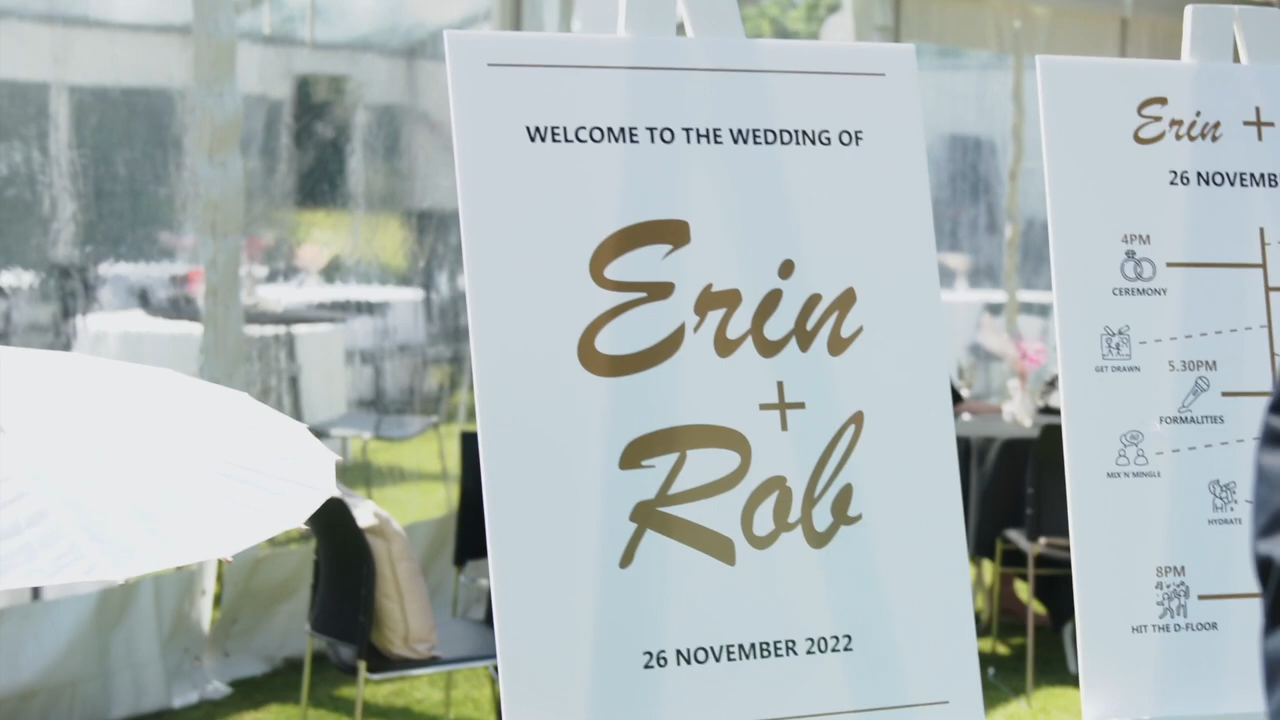 WELCOME TO THE WEDDING OF
Erin
+
Rob
26 NOVEMBER 2022
Erin +
26 NOVEMB
4PM
CEREMONY
GET DRAWN
5.30PM
FORMALITIES
MIX'N MINGLE
HYDRATE
8PM
HIT THE D-FLOOR